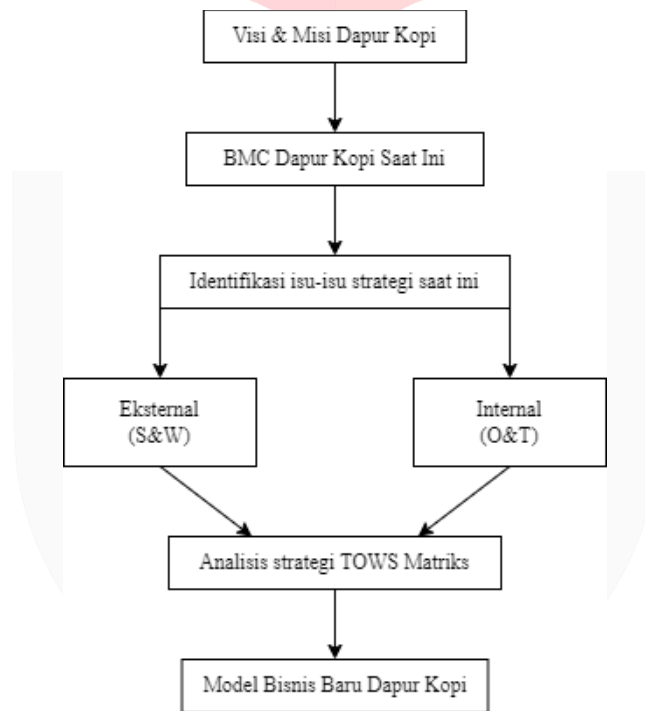 Visi & Misi Dapur Kopi
BMC Dapur Kopi Saat Ini
Identifikasi isu-isu strategi saat ini
Eksternal
(S&W)
Internal
(O&T)
Analisis strategi TOWS Matriks
Model Bisnis Baru Dapur Kopi